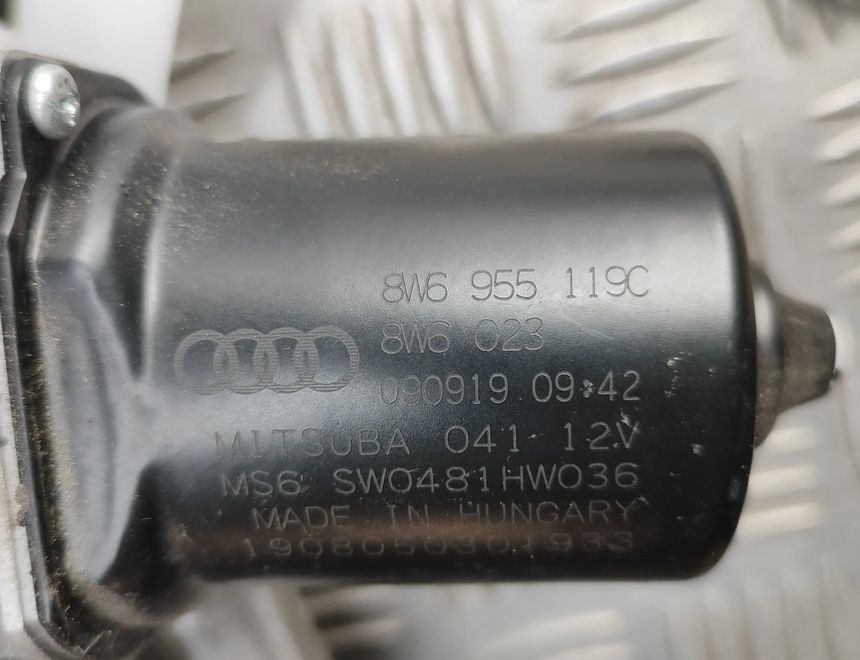 8W6 955 119C
8W6 023
090919 09:42
MITSUBA 041 12V
MS6 SW0481HW036
MADE IN HUNGARY